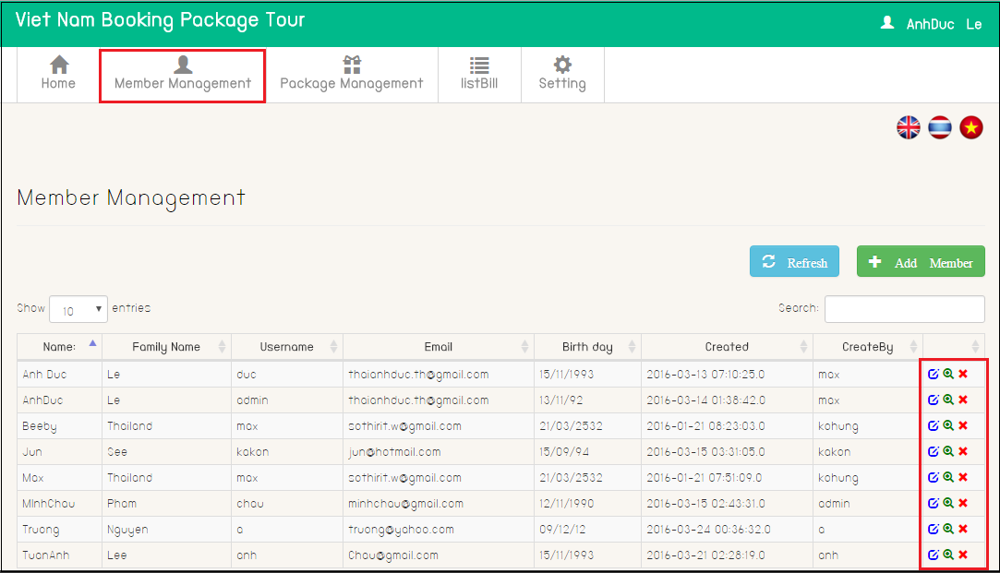 Viet Nam Booking Package Tour
AnhDuc Le
Home
Member Management
Package Management
listBill
Setting
Member Management
Refresh
Add Member
Show 10 entries
Search:
Name: Family Name Username Email Birth day Created CreateBy
Anh Duc Le duc thaianhduc.th@gmail.com 15/11/1993 2016-03-13 07:10:25.0 max
AnhDuc Le admin thaianhduc.th@gmail.com 13/11/92 2016-03-14 01:38:42.0 max
Beeby Thailand max sathirit.w@gmail.com 21/03/2532 2016-01-21 08:23:03.0 kahung
Jun See kakan jun@hotmail.com 15/09/94 2016-03-15 03:31:05.0 kakan
Max Thailand max sathirit.w@gmail.com 21/03/2532 2016-01-21 07:51:09.0 kahung
MInhChau Pham chau minhchau@gmail.com 12/11/1990 2016-03-15 02:43:31.0 admin
Truong Nguyen a truong@yahoo.com 09/12/12 2016-03-24 00:36:32.0 a
TuanAnh Lee anh Chau@gmail.com 15/11/1993 2016-03-21 02:28:19.0 anh